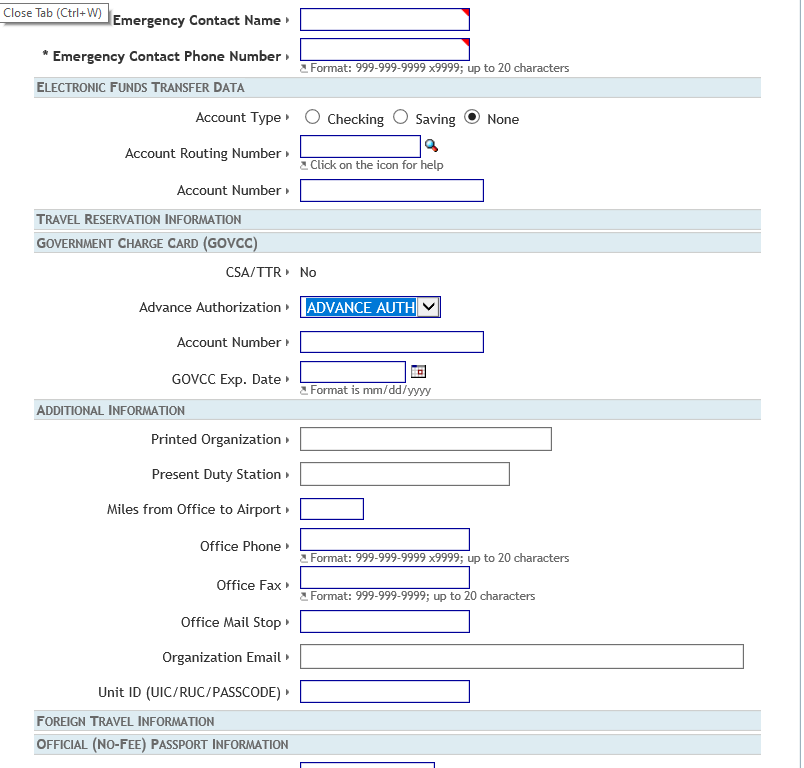 Close Tab (Ctrl+W)
Emergency Contact Name
* Emergency Contact Phone Number
Format: 999-999-9999 x9999; up to 20 characters
ELECTRONIC FUNDS TRANSFER DATA
Account Type Checking Saving None
Account Routing Number
Click on the icon for help
Account Number
TRAVEL RESERVATION INFORMATION
GOVERNMENT CHARGE CARD (GOVCC)
CSA/TTR No
Advance Authorization ADVANCE AUTH
Account Number
GOVCC Exp. Date
Format is mm/dd/yyyy
ADDITIONAL INFORMATION
Printed Organization
Present Duty Station
Miles from Office to Airport
Office Phone
Format: 999-999-9999 x9999; up to 20 characters
Office Fax
Format: 999-999-9999; up to 20 characters
Office Mail Stop
Organization Email
Unit ID (UIC/RUC/PASSCODE)
FOREIGN TRAVEL INFORMATION
OFFICIAL (NO-FEE) PASSPORT INFORMATION